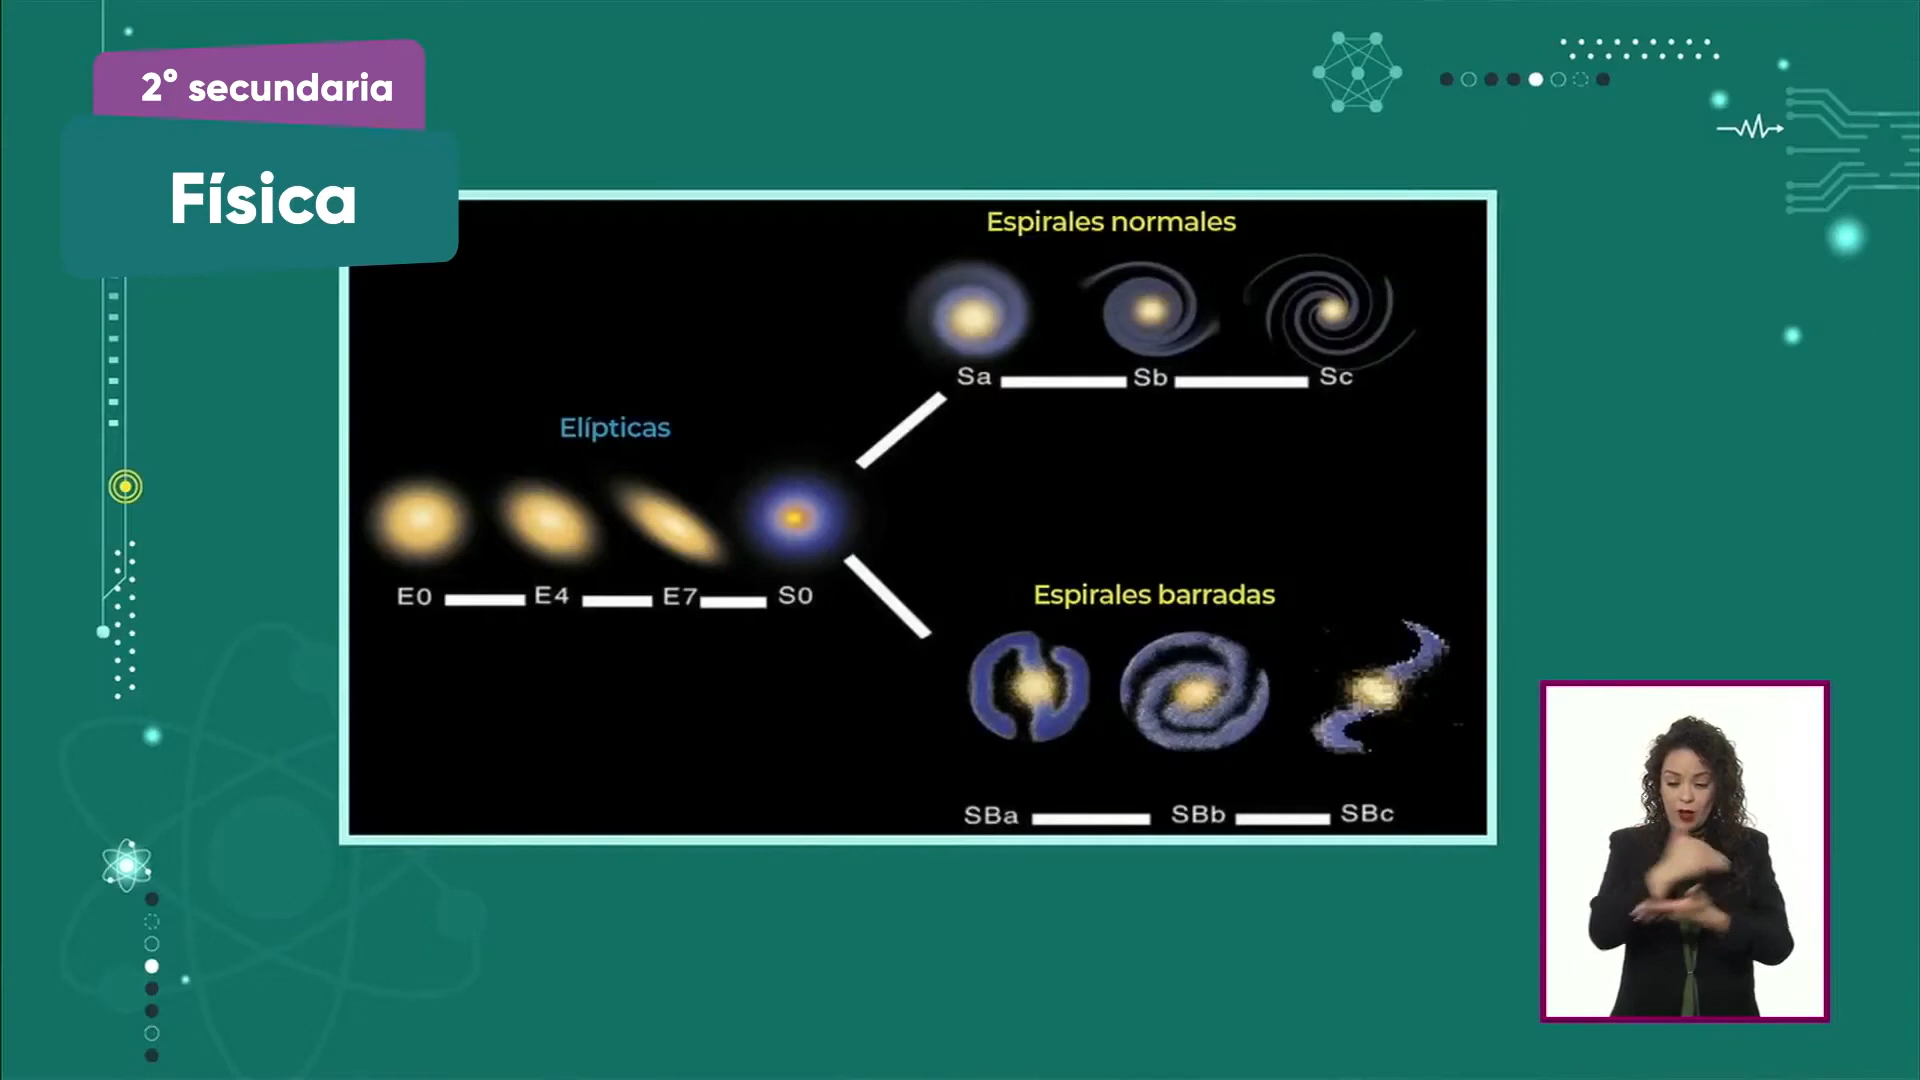 2° secundaria
Física
Espirales normales
Sa
Sb
Sc
Elípticas
E0
E4
E7
S0
Espirales barradas
SBa
SBb
SBc